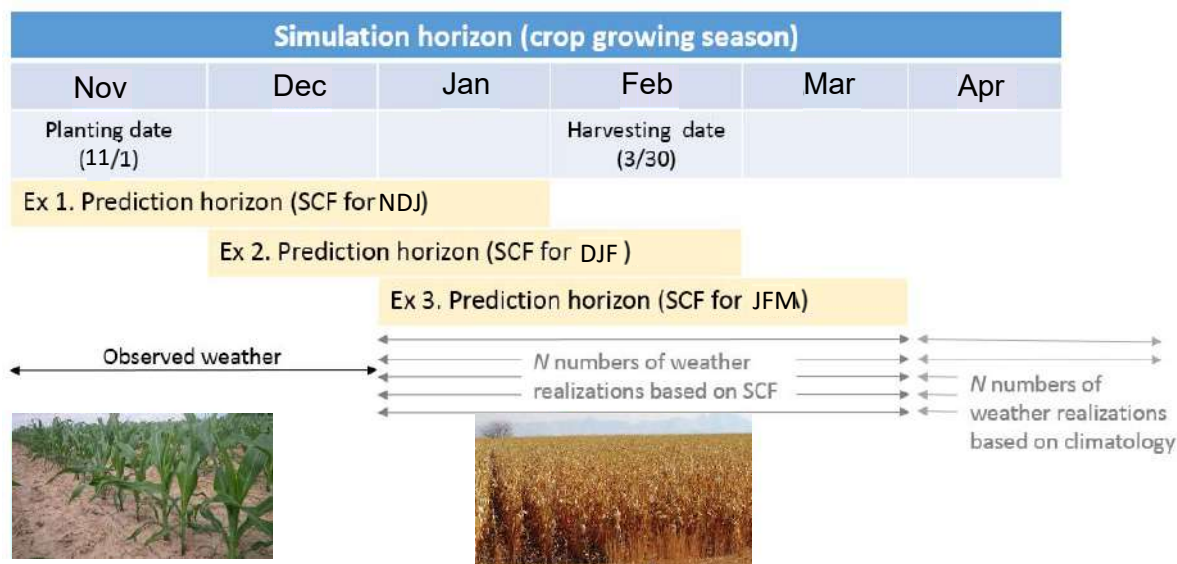 Simulation horizon (crop growing season)
Nov Dec Jan Feb Mar Apr
Planting date
(11/1)
Harvesting date
(3/30)
Ex 1. Prediction horizon (SCF for NDJ)
Ex 2. Prediction horizon (SCF for DJF )
Ex 3. Prediction horizon (SCF for JFM)
Observed weather
N numbers of weather
realizations based on SCF
N numbers of
weather realizations
based on climatology